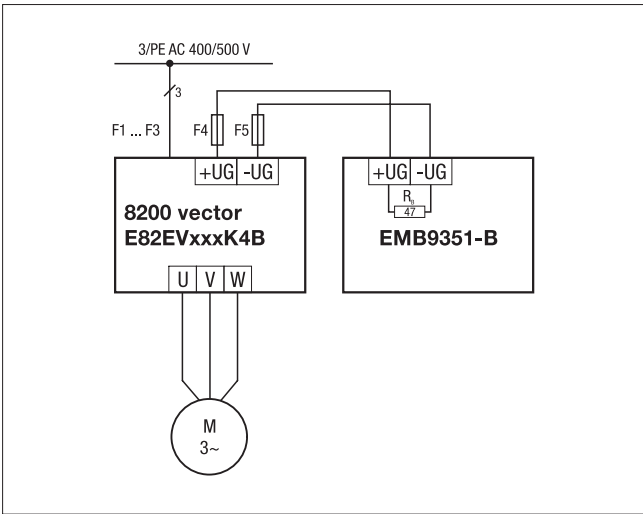 3/PE AC 400/500 V
3
F1 ... F3
F4
F5
+UG -UG
+UG -UG
8200 vector
E82EVxxxK4B
RB
47
EMB9351-B
U V W
M
3~